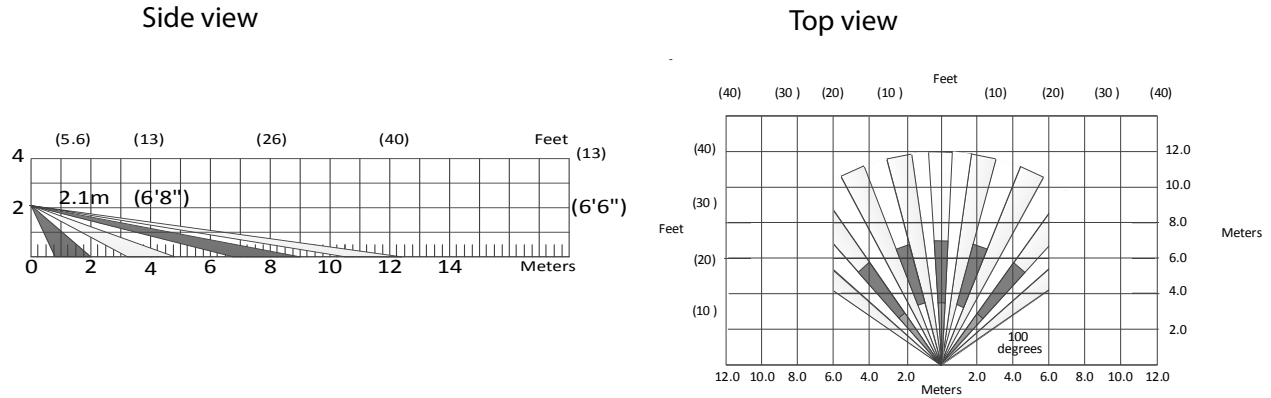 Side view
(5.6) (13) (26) (40) Feet
(13)
4
2
2.1m (6'8")
(6'6")
0 2 4 6 8 10 12 14 Meters
Top view
Feet
(40) (30 ) (20) (10 ) (10) (20) (30 ) (40)
(40) 12.0
10.0
(30 )
8.0
Feet Meters
(20) 6.0
4.0
(10 )
2.0
100
degrees
12.0 10.0 8.0 6.0 4.0 2.0 2.0 4.0 6.0 8.0 10.0 12.0
Meters